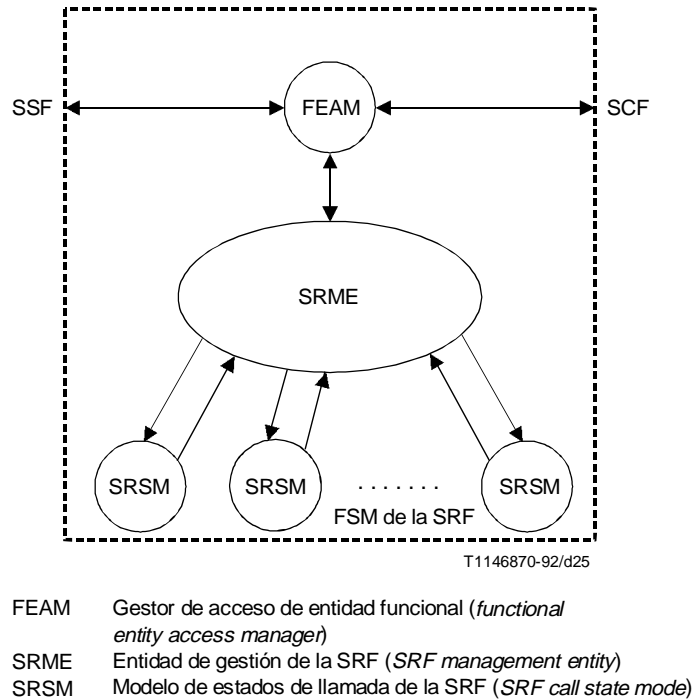 SSF FEAM SCF
SRME
SRSM SRSM . . . . . . . SRSM
FSM de la SRF
T1146870-92/d25
FEAM Gestor de acceso de entidad funcional (functional
entity access manager)
SRME Entidad de gestión de la SRF (SRF management entity)
SRSM Modelo de estados de llamada de la SRF (SRF call state mode)